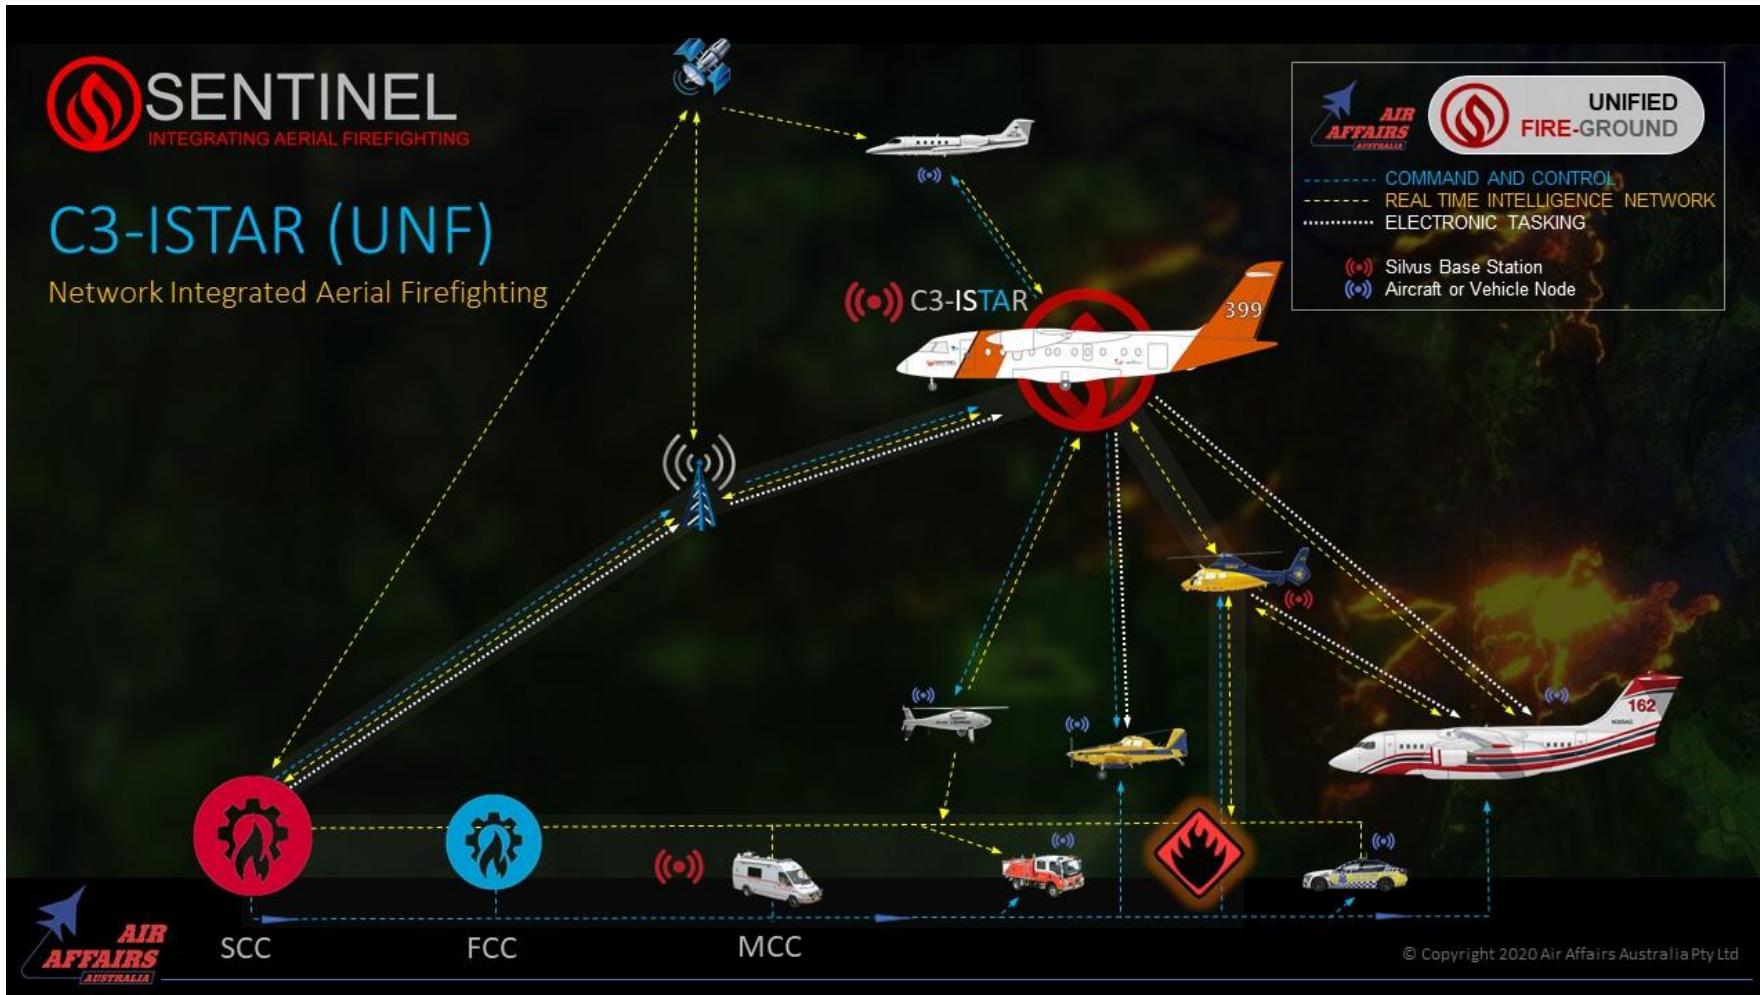 SENTINEL
INTEGRATING AERIAL FIREFIGHTING
C3-ISTAR (UNF)
Network Integrated Aerial Firefighting
AIR
AFFAIRS
AUSTRALIA
UNIFIED
FIRE-GROUND
COMMAND AND CONTROL
REAL TIME INTELLIGENCE NETWORK
ELECTRONIC TASKING
Silvus Base Station
Aircraft or Vehicle Node
C3-ISTAR
399
SENTINEL
162
SCC
FCC
MCC
AIR
AFFAIRS
AUSTRALIA
© Copyright 2020 Air Affairs Australia Pty Ltd